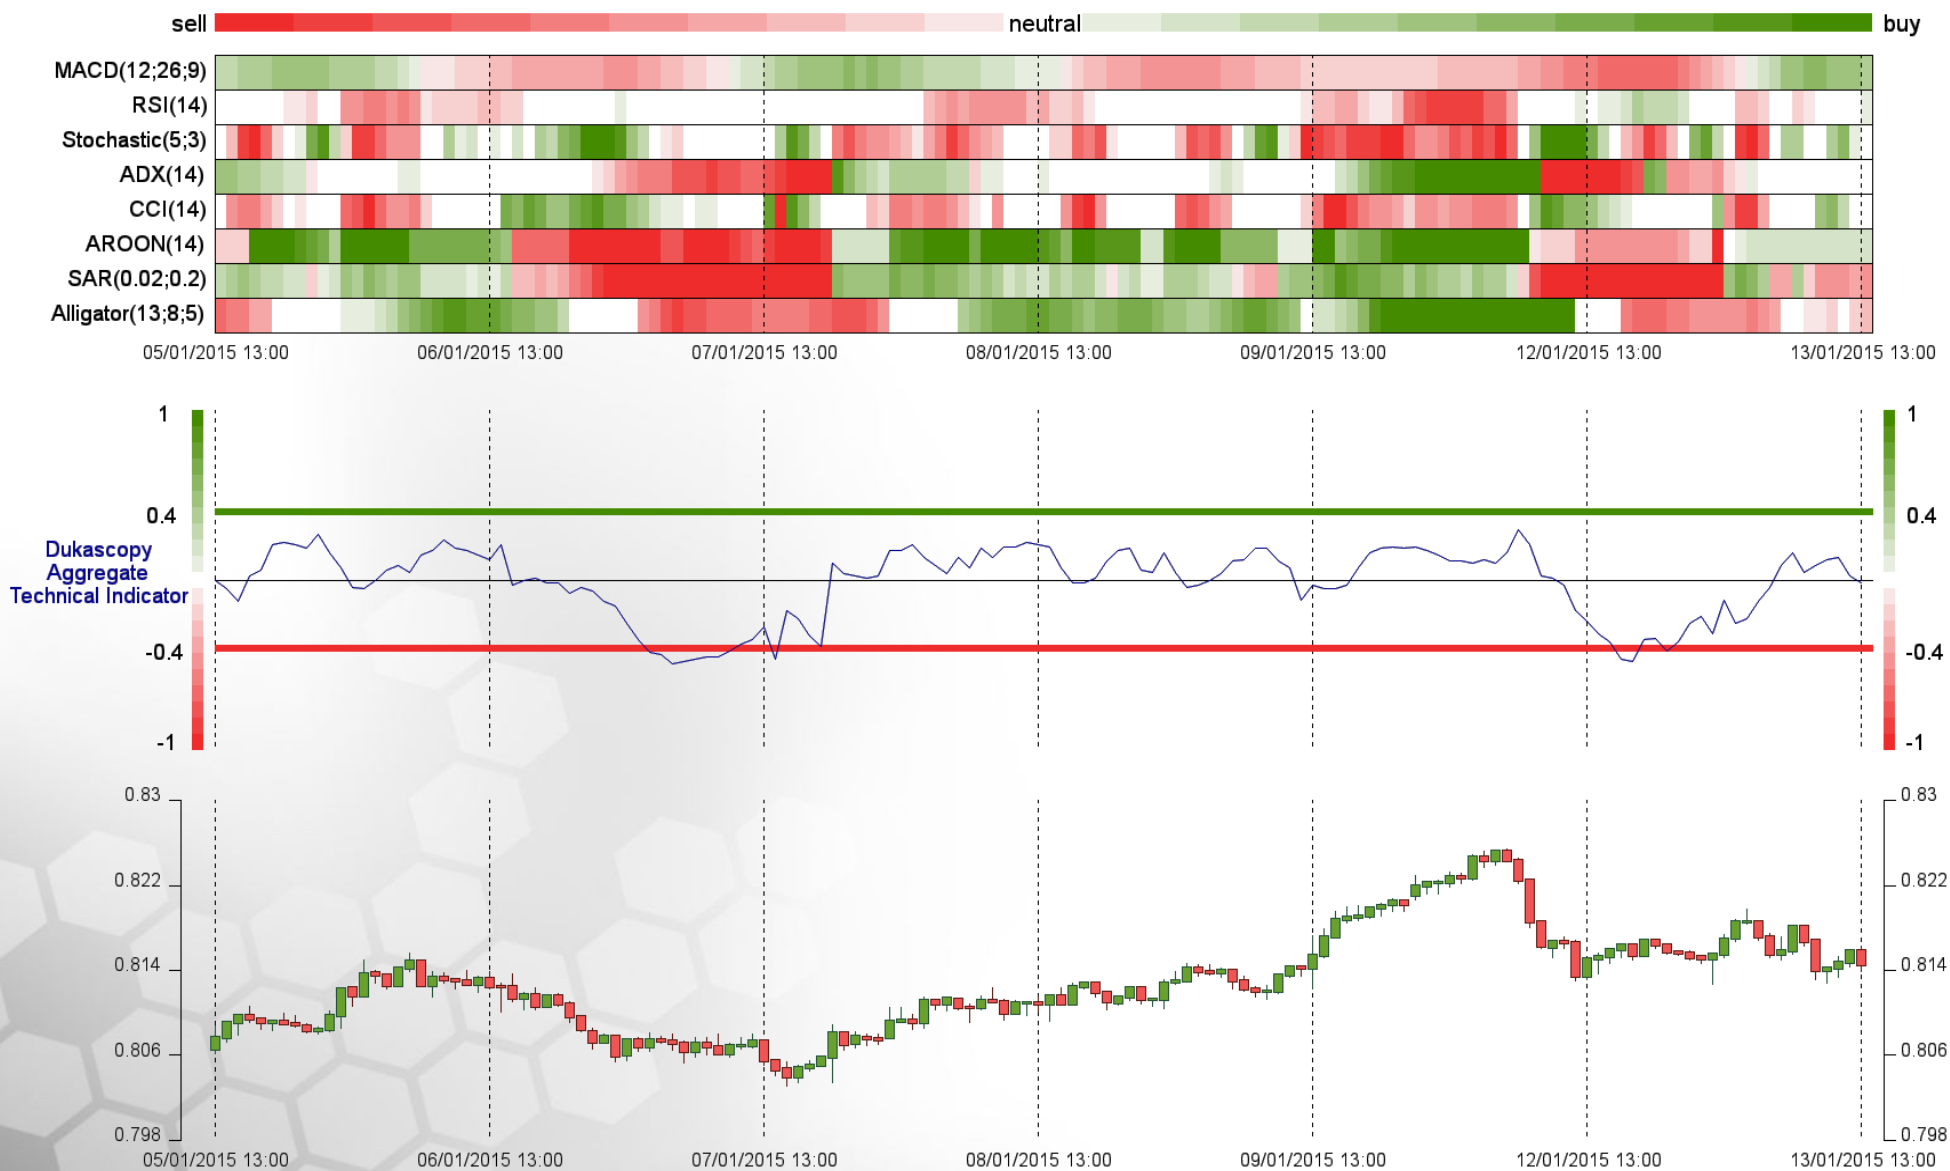 sell neutral buy
MACD(12;26;9)
RSI(14)
Stochastic(5;3)
ADX(14)
CCI(14)
AROON(14)
SAR(0.02;0.2)
Alligator(13;8;5)
05/01/2015 13:00 06/01/2015 13:00 07/01/2015 13:00 08/01/2015 13:00 09/01/2015 13:00 12/01/2015 13:00 13/01/2015 13:00
1 1
0.4 0.4
Dukascopy
Aggregate
Technical Indicator
-0.4 -0.4
-1 -1
0.83 0.83
0.822 0.822
0.814 0.814
0.806 0.806
0.798 0.798
05/01/2015 13:00 06/01/2015 13:00 07/01/2015 13:00 08/01/2015 13:00 09/01/2015 13:00 12/01/2015 13:00 13/01/2015 13:00